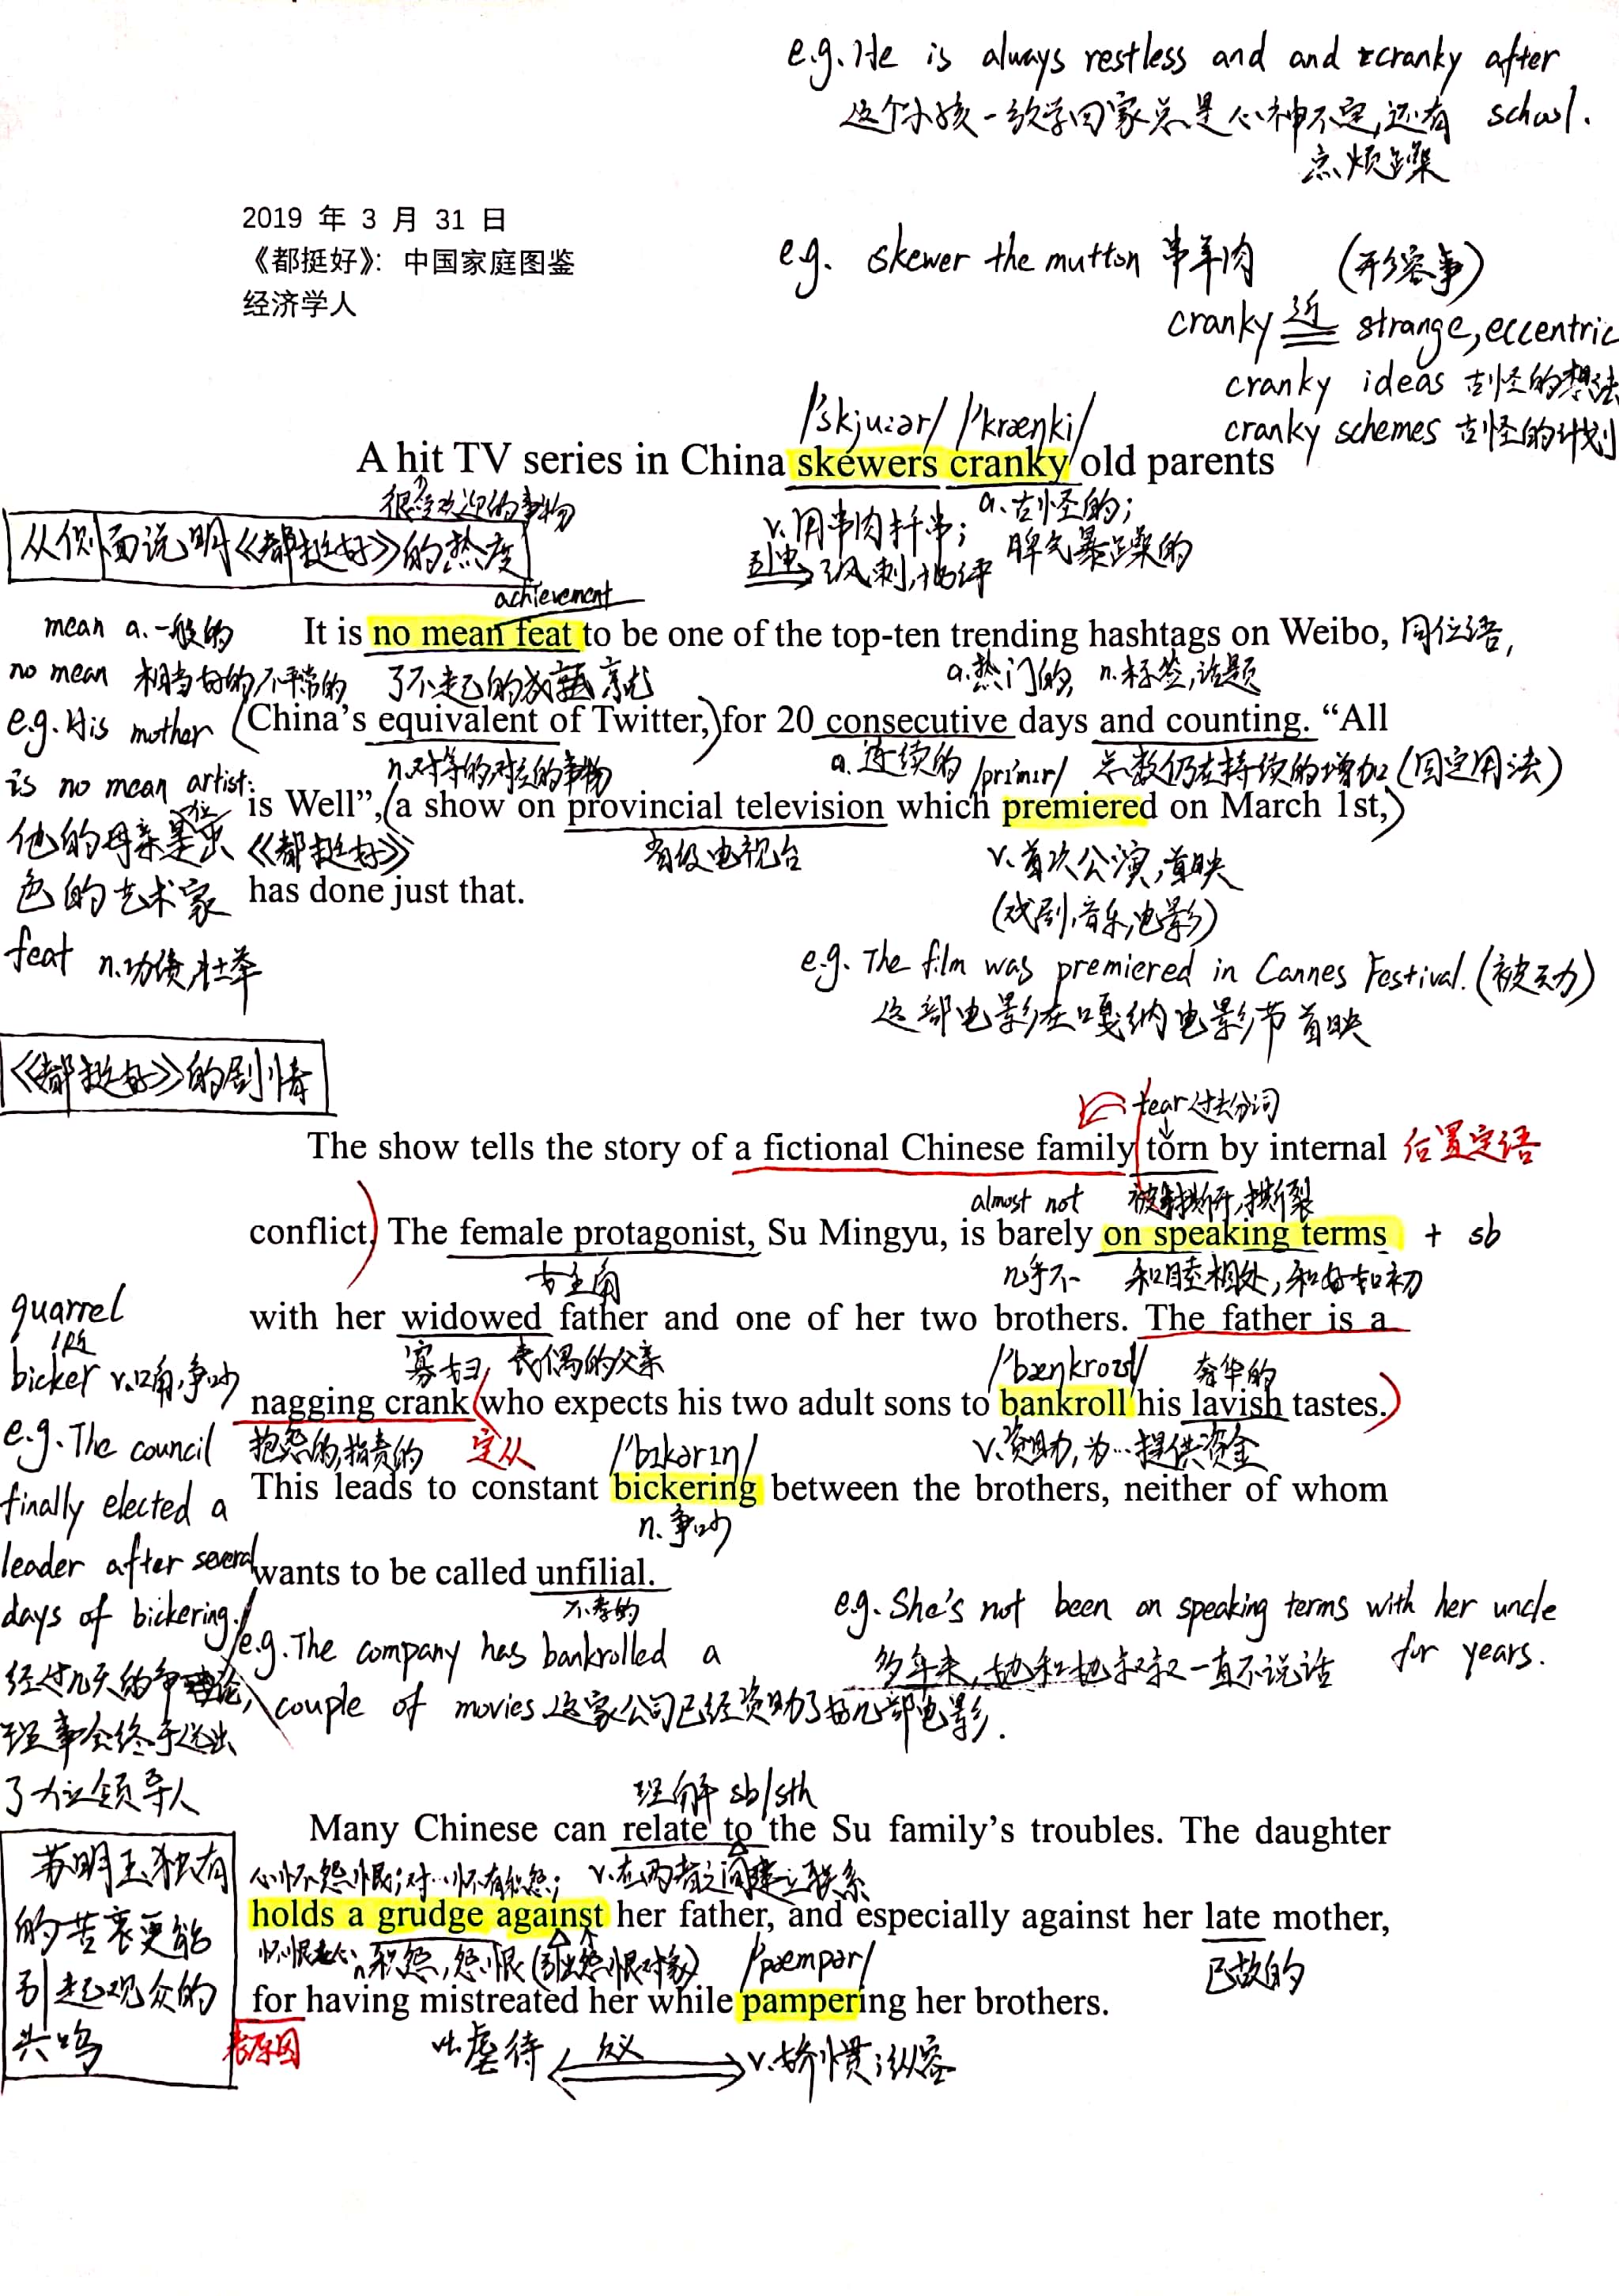 e.g. He is always restless and and cranky after
这个小孩一放学回家总是心神不定,还有 school.
点烦躁
2019 年 3 月 31 日
《都挺好》：中国家庭图鉴
经济学人
e.g. skewer the mutton 串羊肉 (形容事)
cranky 近 strange, eccentric
cranky ideas 古怪的想法
cranky schemes 古怪的计划
/'skju:ər/ /'kræŋki/
A hit TV series in China skewers cranky old parents
很受欢迎的事物
v.用串肉扦串; a.古怪的;
引申 讽刺,批评 脾气暴躁的
从侧面说明《都挺好》的热度
achievement
mean a.一般的
It is no mean feat to be one of the top-ten trending hashtags on Weibo, 同位语,
no mean 相当好的,不平常的 了不起的成就 a.热门的, n.标签,话题
e.g. His mother
(China's equivalent of Twitter,) for 20 consecutive days and counting. “All
is no mean artist.
n.对等的对应的事物 a.连续的 /prı'mır/ 总数仍在持续的增加(固定用法)
is Well”, (a show on provincial television which premiered on March 1st,)
他的母亲是位出
《都挺好》 省级电视台 v.首次公演,首映
色的艺术家
has done just that.
(戏剧,音乐,电影)
feat n.功绩,壮举
e.g. The film was premiered in Cannes Festival. (被动)
这部电影在嘎纳电影节首映
《都挺好》的剧情
tear 过去分词
The show tells the story of a fictional Chinese family torn by internal 后置定语
almost not 被撕开,撕裂
conflict. The female protagonist, Su Mingyu, is barely on speaking terms + sb
女主角 几乎不 和睦相处,和好如初
quarrel
with her widowed father and one of her two brothers. The father is a
近
寡妇, 丧偶的父亲 奢华的
bicker v.口角,争吵
nagging crank (who expects his two adult sons to bankroll his lavish tastes.)
e.g. The council
抱怨的,指责的 定从 /'bıkərıŋ/ v.资助,为…提供资金
finally elected a
This leads to constant bickering between the brothers, neither of whom
n.争吵
leader after several
wants to be called unfilial.
不孝的
days of bickering.
e.g. She's not been on speaking terms with her uncle
for years.
e.g. The company has bankrolled a
多年来,她和她叔叔一直不说话
经过几天的争论,
couple of movies.这家公司已经资助了好几部电影.
理事会终于选出
了一位领导人
理解 sb/sth
Many Chinese can relate to the Su family's troubles. The daughter
心怀怨恨;对…怀有积怨; v.在两者之间建立联系
苏明玉独有
的苦衷更能
引起观众的
共鸣
holds a grudge against her father, and especially against her late mother,
n.积怨,怨恨 (引出怨恨对象) /'pæmpər/ 已故的
for having mistreated her while pampering her brothers.
表原因 虐待 反义 v.娇惯;纵容